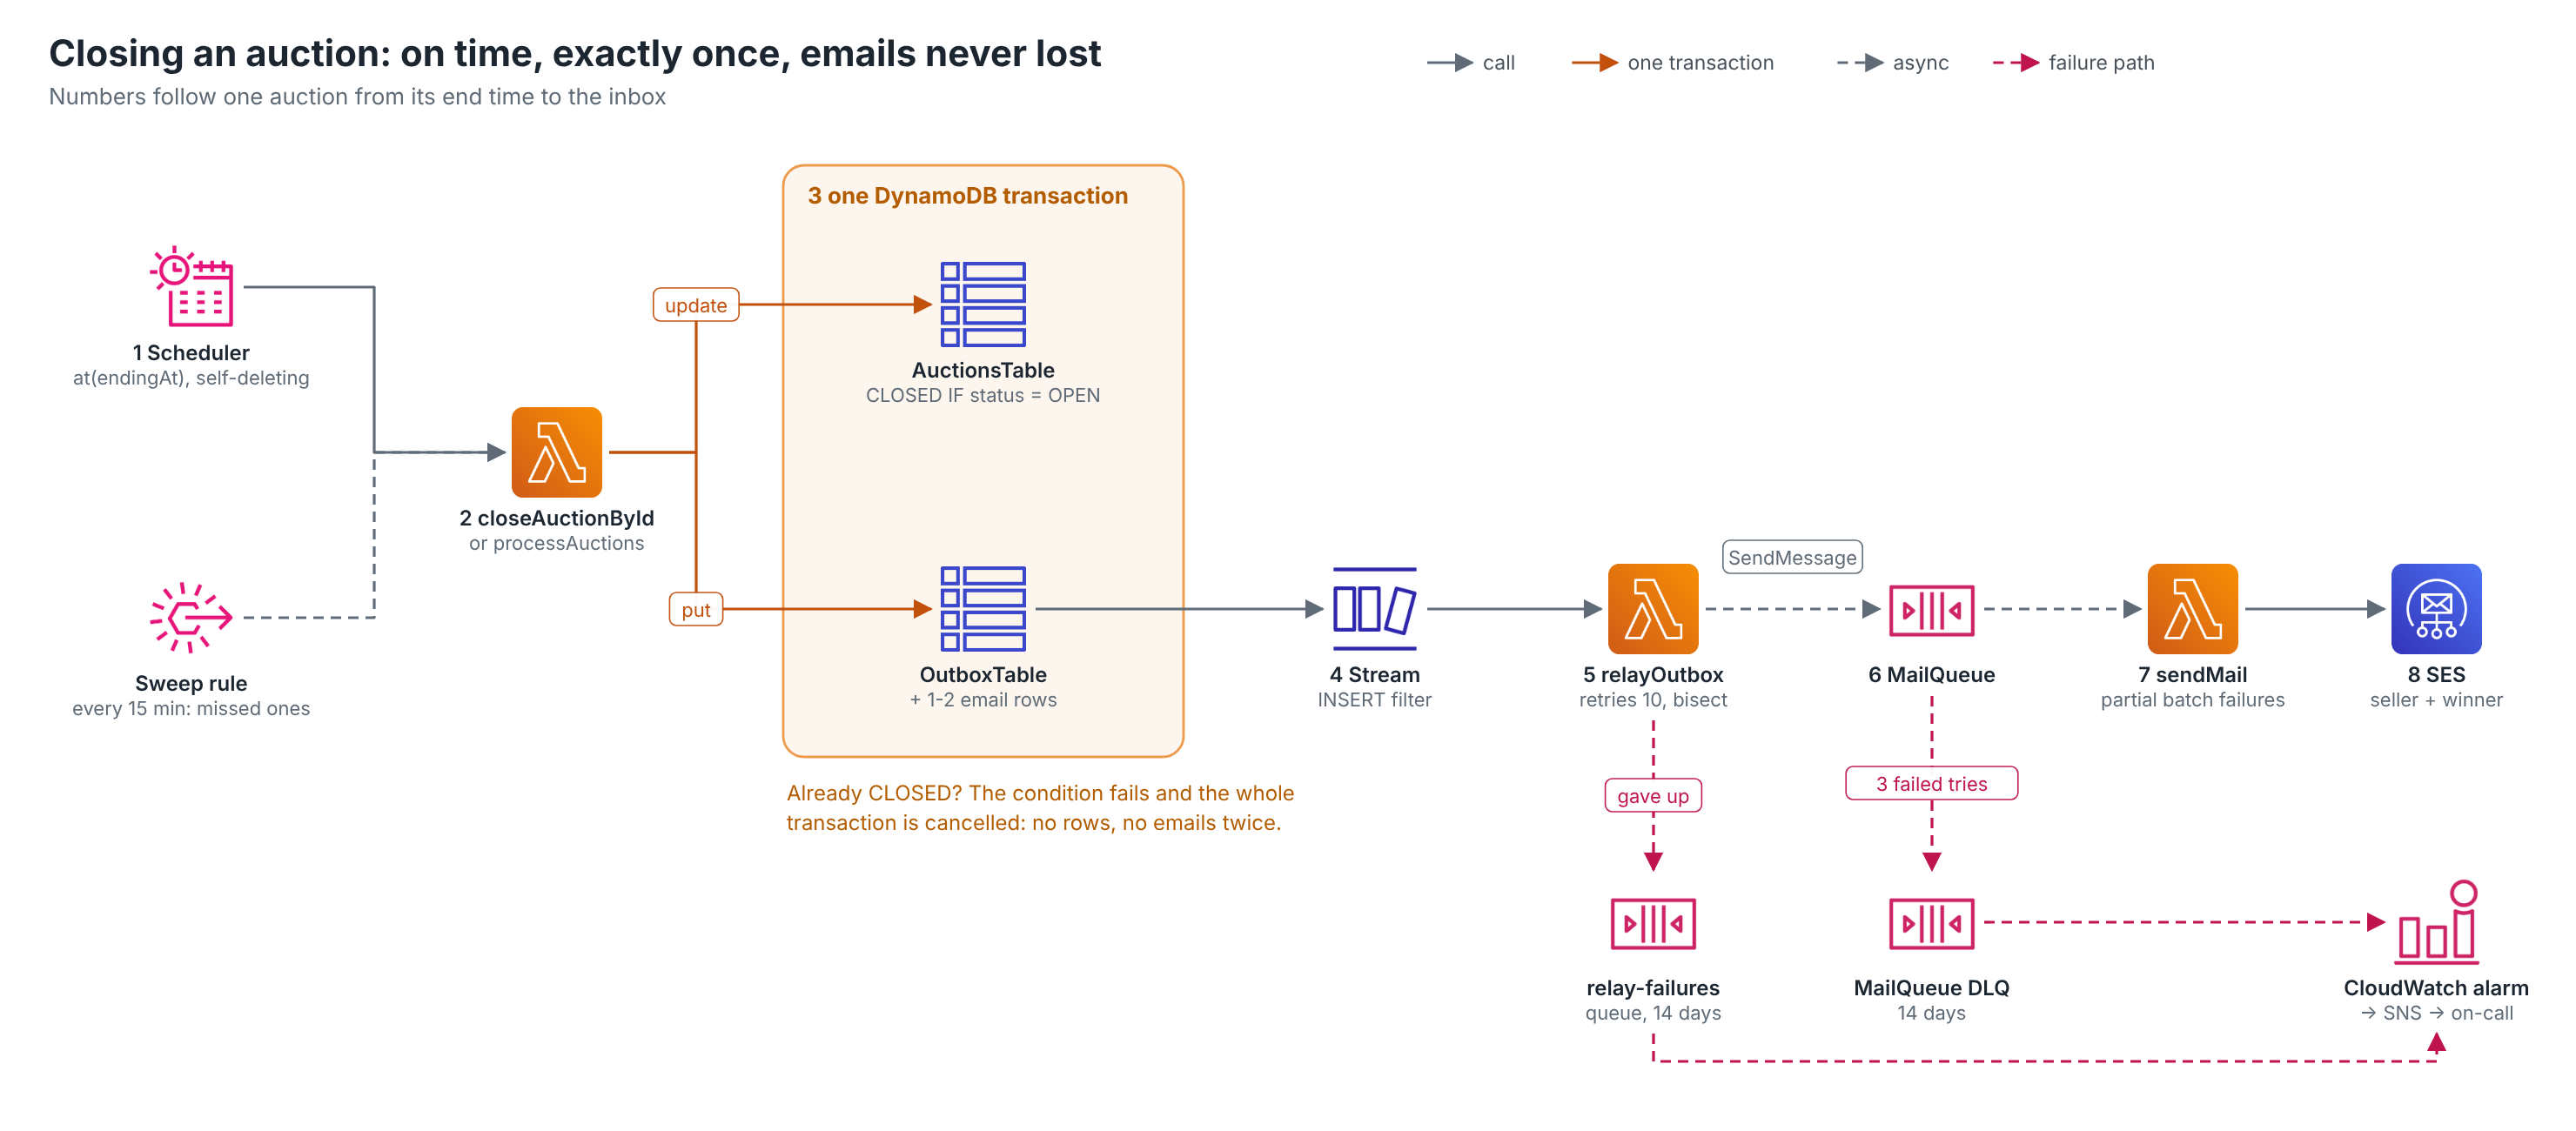 Closing an auction: on time, exactly once, emails never lost
Numbers follow one auction from its end time to the inbox
call
one transaction
async
failure path
3 one DynamoDB transaction
1 Scheduler
at(endingAt), self-deleting
update
AuctionsTable
CLOSED IF status = OPEN
2 closeAuctionById
or processAuctions
Sweep rule
every 15 min: missed ones
put
OutboxTable
+ 1-2 email rows
4 Stream
INSERT filter
5 relayOutbox
retries 10, bisect
SendMessage
6 MailQueue
7 sendMail
partial batch failures
8 SES
seller + winner
Already CLOSED? The condition fails and the whole
transaction is cancelled: no rows, no emails twice.
gave up
3 failed tries
relay-failures
queue, 14 days
MailQueue DLQ
14 days
CloudWatch alarm
→ SNS → on-call